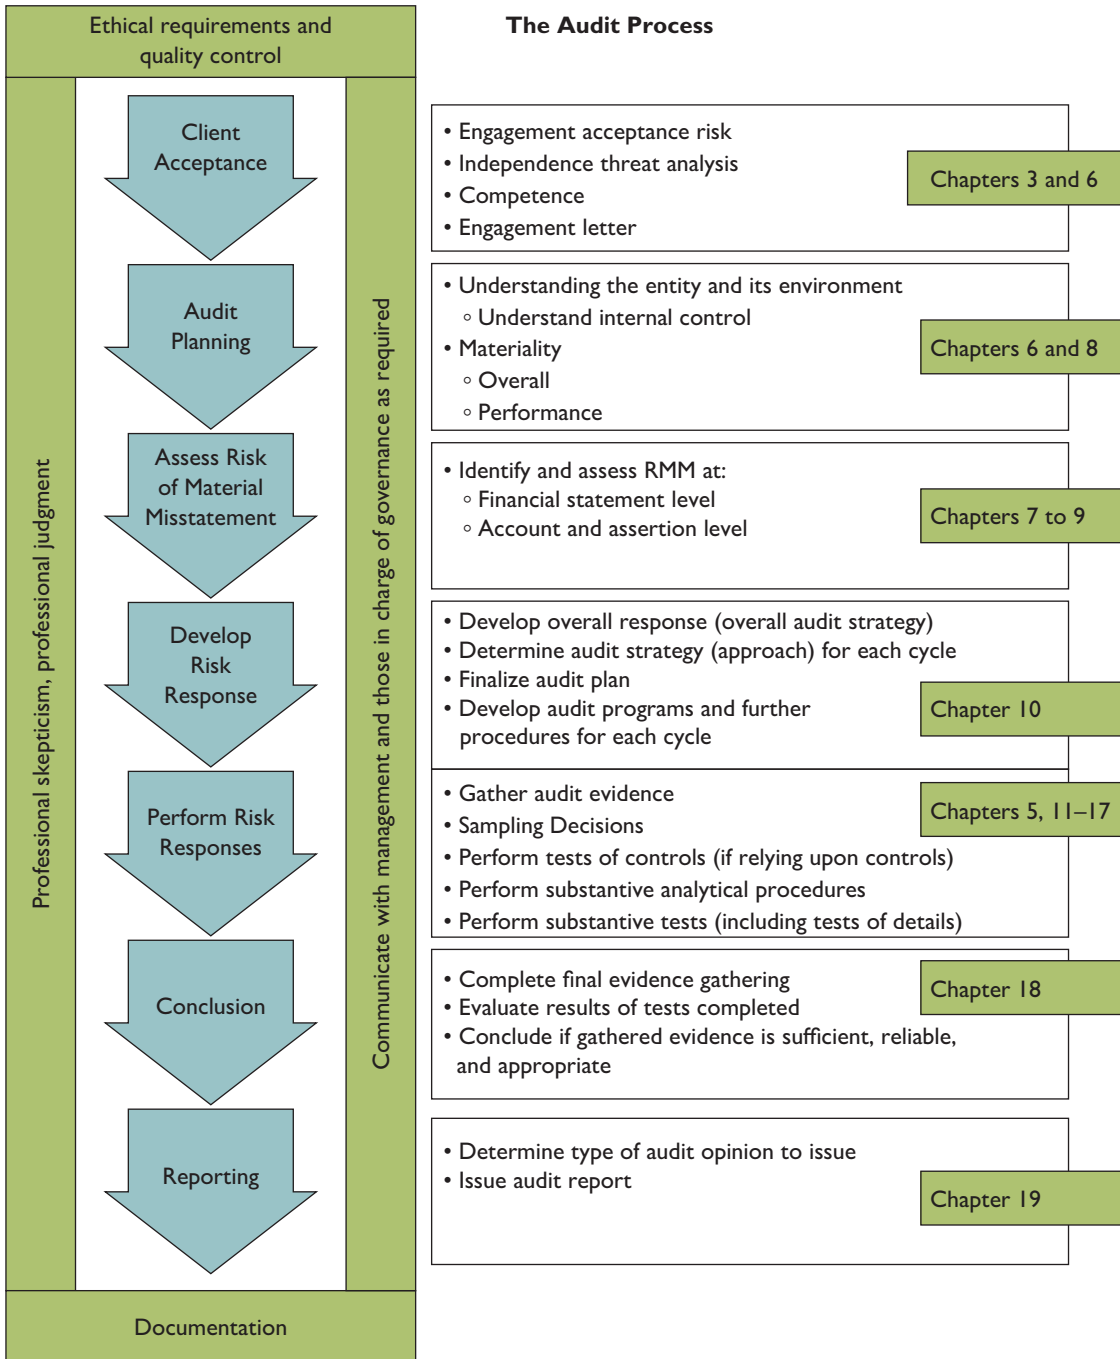 Ethical requirements and
quality control
The Audit Process
Professional skepticism, professional judgment
Communicate with management and those in charge of governance as required
Client
Acceptance
• Engagement acceptance risk
• Independence threat analysis
• Competence
• Engagement letter
Chapters 3 and 6
Audit
Planning
• Understanding the entity and its environment
◦ Understand internal control
• Materiality
◦ Overall
◦ Performance
Chapters 6 and 8
Assess Risk
of Material
Misstatement
• Identify and assess RMM at:
◦ Financial statement level
◦ Account and assertion level
Chapters 7 to 9
Develop
Risk
Response
• Develop overall response (overall audit strategy)
• Determine audit strategy (approach) for each cycle
• Finalize audit plan
• Develop audit programs and further
procedures for each cycle
Chapter 10
Perform Risk
Responses
• Gather audit evidence
• Sampling Decisions
• Perform tests of controls (if relying upon controls)
• Perform substantive analytical procedures
• Perform substantive tests (including tests of details)
Chapters 5, 11–17
Conclusion
• Complete final evidence gathering
• Evaluate results of tests completed
• Conclude if gathered evidence is sufficient, reliable,
and appropriate
Chapter 18
Reporting
• Determine type of audit opinion to issue
• Issue audit report
Chapter 19
Documentation